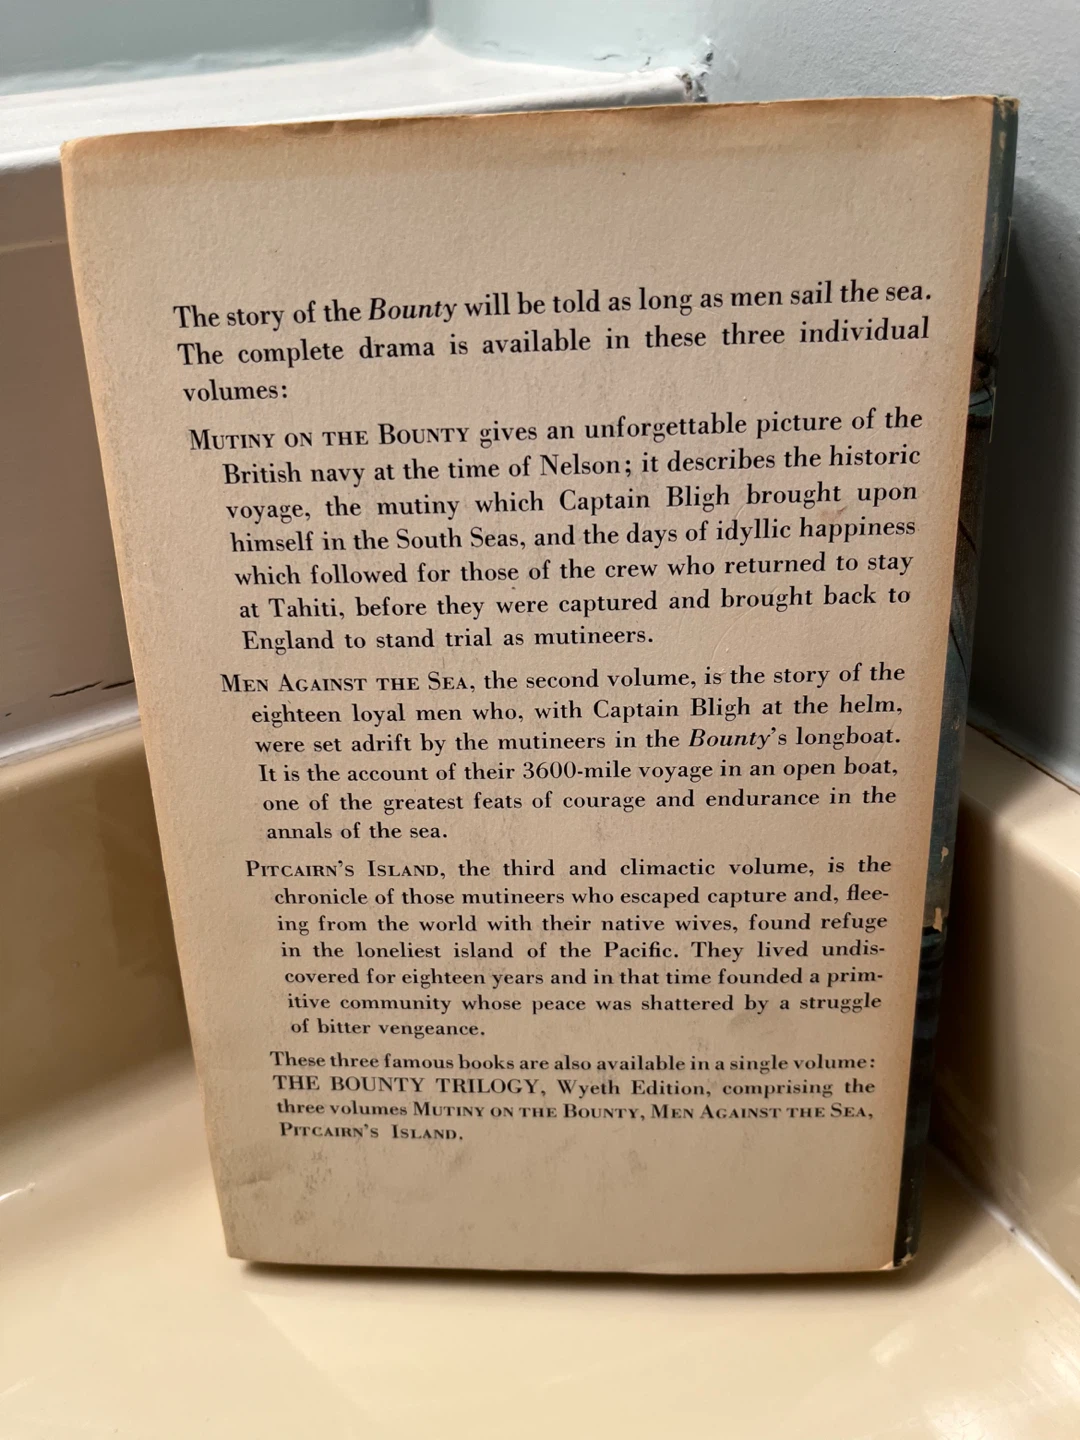 The story of the Bounty will be told as long as men sail the sea.
The complete drama is available in these three individual
volumes:
MUTINY ON THE BOUNTY gives an unforgettable picture of the
British navy at the time of Nelson; it describes the historic
voyage, the mutiny which Captain Bligh brought upon
himself in the South Seas, and the days of idyllic happiness
which followed for those of the crew who returned to stay
at Tahiti, before they were captured and brought back to
England to stand trial as mutineers.
MEN AGAINST THE SEA, the second volume, is the story of the
eighteen loyal men who, with Captain Bligh at the helm,
were set adrift by the mutineers in the Bounty's longboat.
It is the account of their 3600-mile voyage in an open boat,
one of the greatest feats of courage and endurance in the
annals of the sea.
PITCAIRN'S ISLAND, the third and climactic volume, is the
chronicle of those mutineers who escaped capture and, flee-
ing from the world with their native wives, found refuge
in the loneliest island of the Pacific. They lived undis-
covered for eighteen years and in that time founded a prim-
itive community whose peace was shattered by a struggle
of bitter vengeance.
These three famous books are also available in a single volume:
THE BOUNTY TRILOGY, Wyeth Edition, comprising the
three volumes MUTINY ON THE BOUNTY, MEN AGAINST THE SEA,
PITCAIRN'S ISLAND.